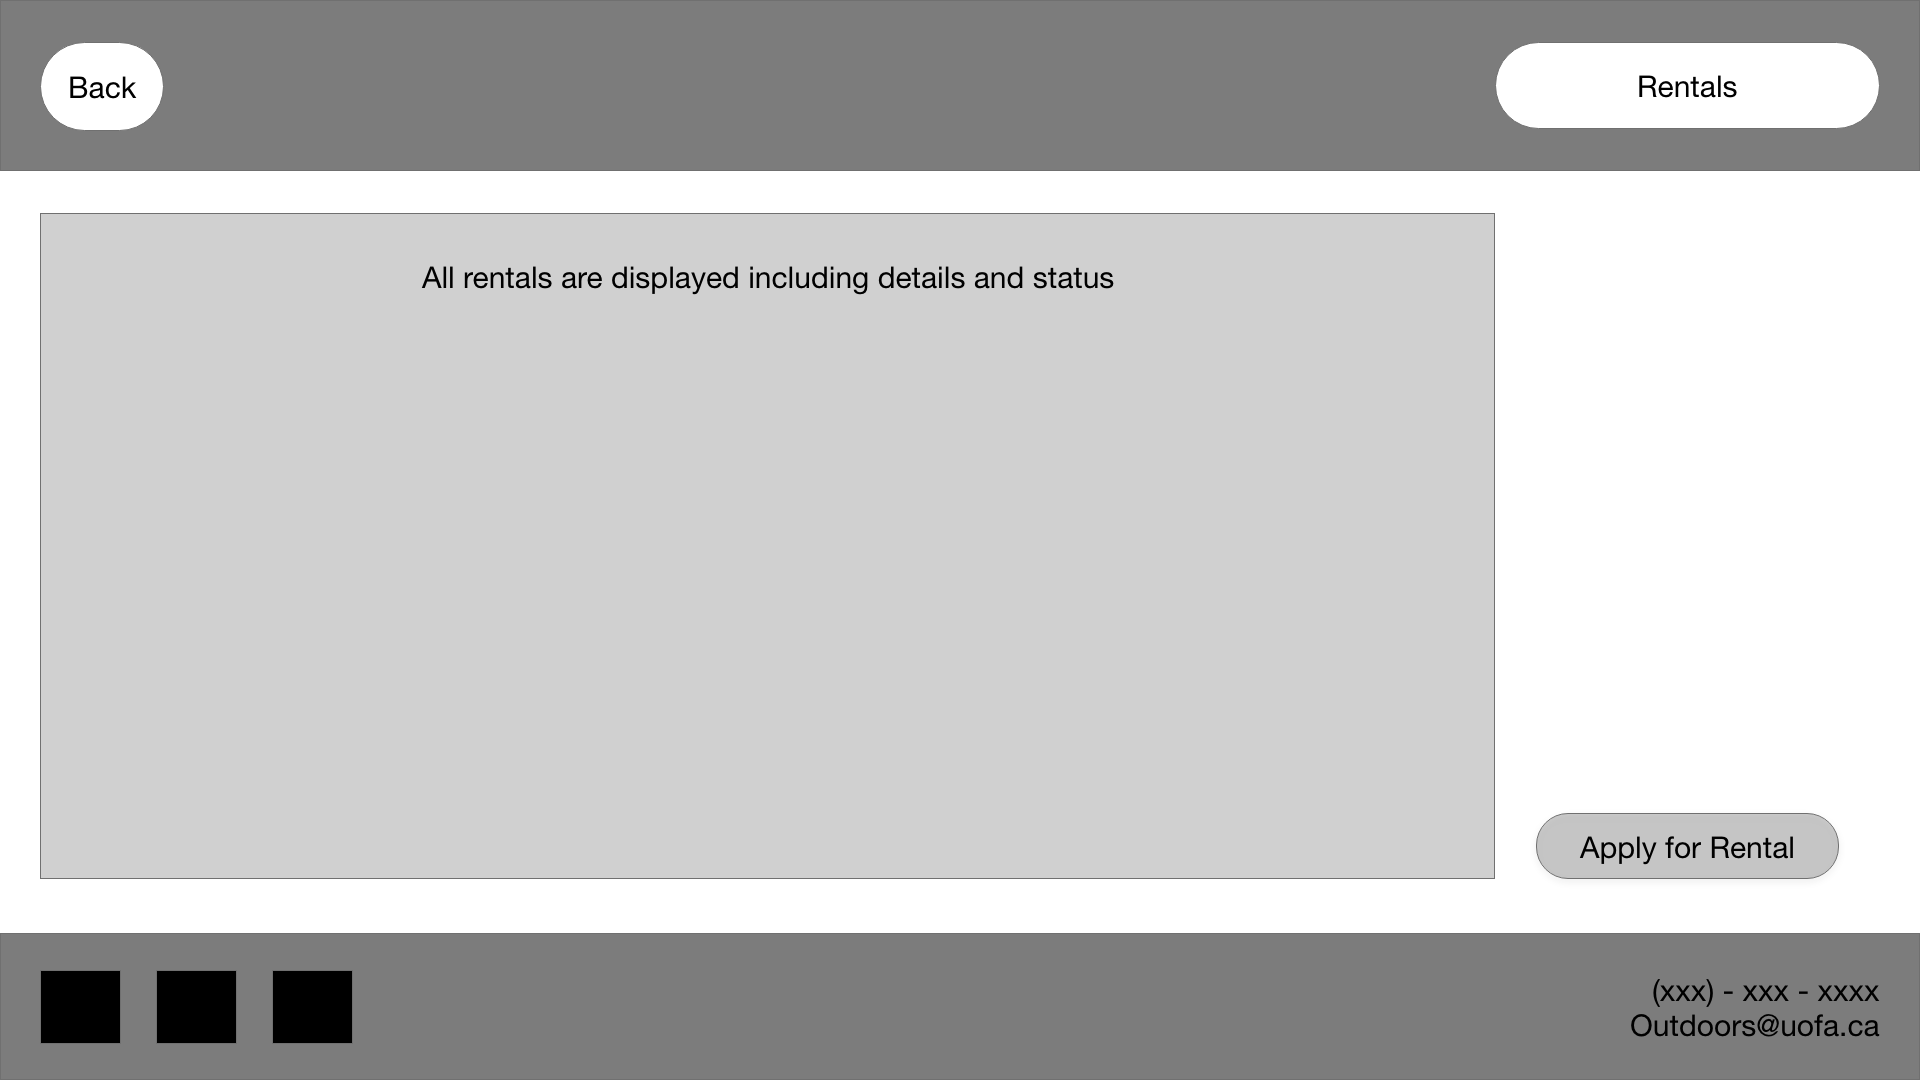 Back
Rentals
All rentals are displayed including details and status
Apply for Rental
(xxx) - xxx - xxxx
Outdoors@uofa.ca